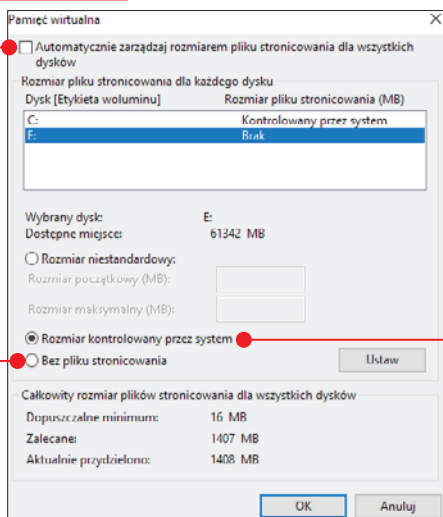 Pamięć wirtualna
Automatycznie zarządzaj rozmiarem pliku stronicowania dla wszystkich
dysków
Rozmiar pliku stronicowania dla każdego dysku
Dysk [Etykieta woluminu] Rozmiar pliku stronicowania (MB)
C: Kontrolowany przez system
E: Brak
Wybrany dysk: E:
Dostępne miejsce: 61342 MB
Rozmiar niestandardowy:
Rozmiar początkowy (MB):
Rozmiar maksymalny (MB):
Rozmiar kontrolowany przez system
Bez pliku stronicowania Ustaw
Całkowity rozmiar plików stronicowania dla wszystkich dysków
Dopuszczalne minimum: 16 MB
Zalecane: 1407 MB
Aktualnie przydzielono: 1408 MB
OK Anuluj